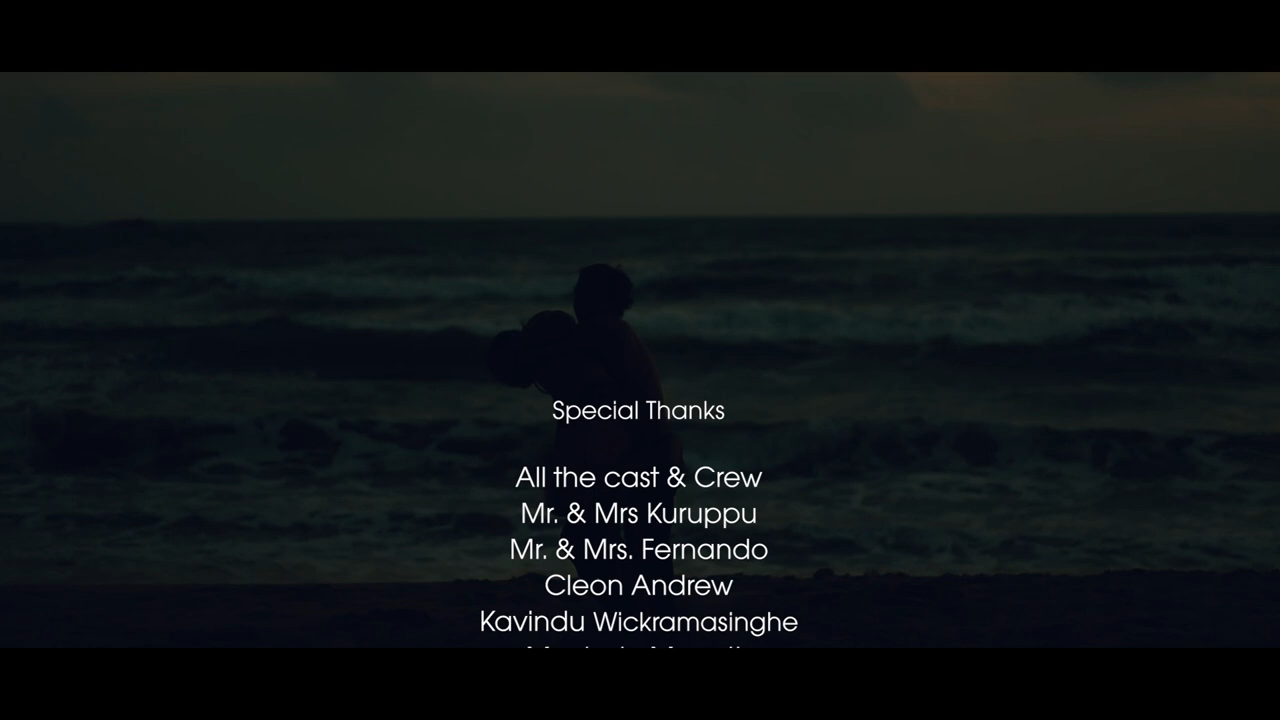 Special Thanks
All the cast & Crew
Mr. & Mrs Kuruppu
Mr. & Mrs. Fernando
Cleon Andrew
Kavindu Wickramasinghe